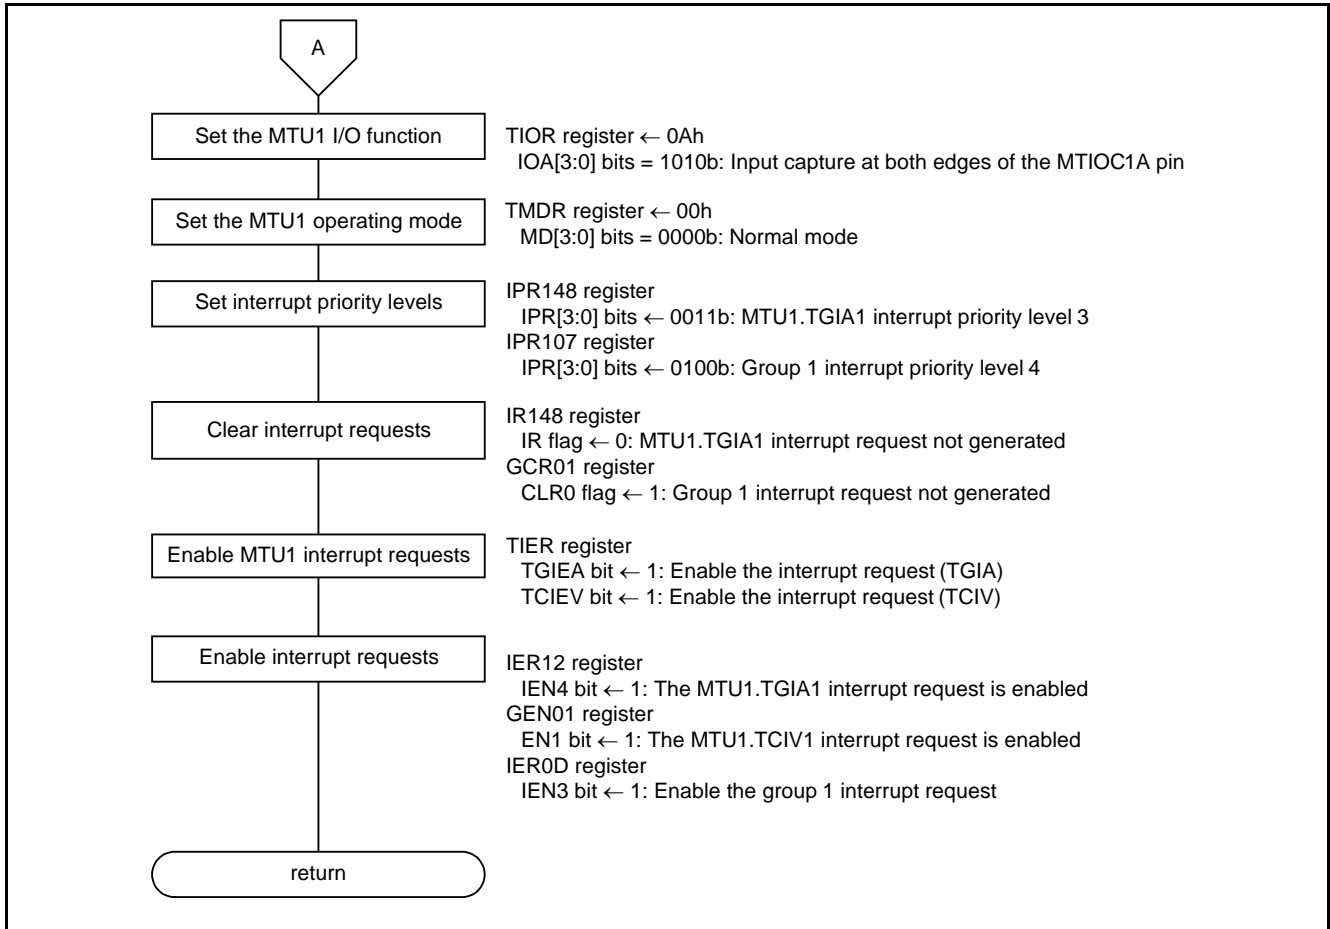 A
Set the MTU1 I/O function
TIOR register ← 0Ah
IOA[3:0] bits = 1010b: Input capture at both edges of the MTIOC1A pin
Set the MTU1 operating mode
TMDR register ← 00h
MD[3:0] bits = 0000b: Normal mode
Set interrupt priority levels
IPR148 register
IPR[3:0] bits ← 0011b: MTU1.TGIA1 interrupt priority level 3
IPR107 register
IPR[3:0] bits ← 0100b: Group 1 interrupt priority level 4
Clear interrupt requests
IR148 register
IR flag ← 0: MTU1.TGIA1 interrupt request not generated
GCR01 register
CLR0 flag ← 1: Group 1 interrupt request not generated
Enable MTU1 interrupt requests
TIER register
TGIEA bit ← 1: Enable the interrupt request (TGIA)
TCIEV bit ← 1: Enable the interrupt request (TCIV)
Enable interrupt requests
IER12 register
IEN4 bit ← 1: The MTU1.TGIA1 interrupt request is enabled
GEN01 register
EN1 bit ← 1: The MTU1.TCIV1 interrupt request is enabled
IER0D register
IEN3 bit ← 1: Enable the group 1 interrupt request
return